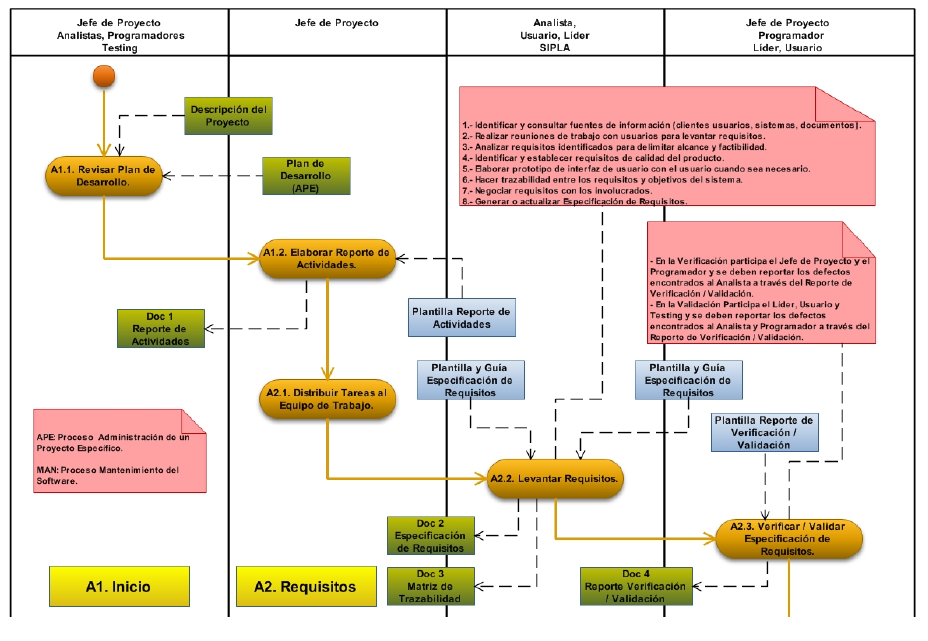 Jefe de Proyecto
Analistas, Programadores
Testing
Jefe de Proyecto
Analista,
Usuario, Líder
SIPLA
Jefe de Proyecto
Programador
Líder, Usuario
Descripción del
Proyecto
1.- Identificar y consultar fuentes de información (clientes usuarios, sistemas, documentos).
2.- Realizar reuniones de trabajo con usuarios para levantar requisitos.
3.- Analizar requisitos identificados para delimitar alcance y factibilidad.
4.- Identificar y establecer requisitos de calidad del producto.
5.- Elaborar prototipo de interfaz de usuario con el usuario cuando sea necesario.
6.- Hacer trazabilidad entre los requisitos y objetivos del sistema.
7.- Negociar requisitos con los involucrados.
8.- Generar o actualizar Especificación de Requisitos.
A1.1. Revisar Plan de
Desarrollo.
Plan de
Desarrollo
(APE)
A1.2. Elaborar Reporte de
Actividades.
- En la Verificación participa el Jefe de Proyecto y el
Programador y se deben reportar los defectos
encontrados al Analista a través del Reporte de
Verificación / Validación.
- En la Validación Participa el Líder, Usuario y
Testing y se deben reportar los defectos
encontrados al Analista y Programador a través del
Reporte de Verificación / Validación.
Doc 1
Reporte de
Actividades
Plantilla Reporte de
Actividades
Plantilla y Guía
Especificación de
Requisitos
Plantilla y Guía
Especificación de
Requisitos
A2.1. Distribuir Tareas al
Equipo de Trabajo.
APE: Proceso Administración de un
Proyecto Especifico.
MAN: Proceso Mantenimiento del
Software.
Plantilla Reporte de
Verificación /
Validación
A2.2. Levantar Requisitos.
Doc 2
Especificación
de Requisitos
A2.3. Verificar / Validar
Especificación de
Requisitos.
A1. Inicio
A2. Requisitos
Doc 3
Matriz de
Trazabilidad
Doc 4
Reporte Verificación
/ Validación